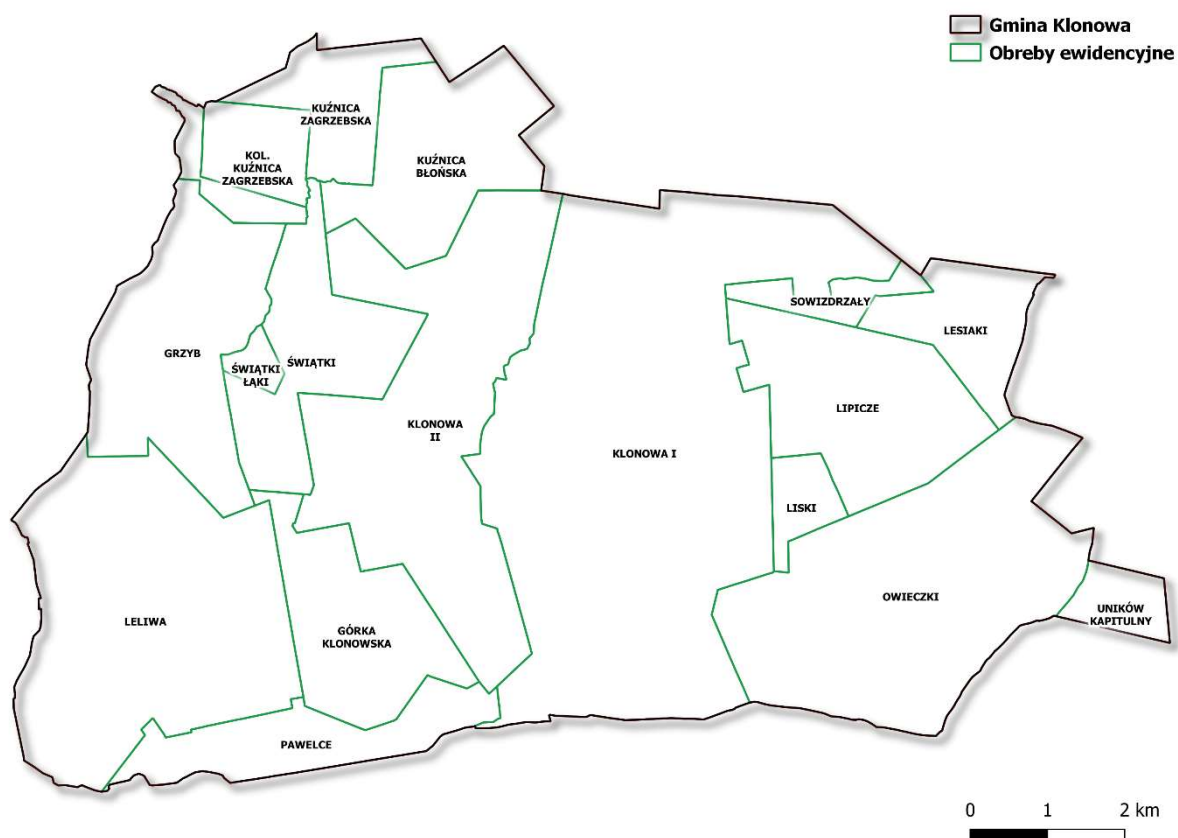 Gmina Klonowa
Obreby ewidencyjne
KUŹNICA
ZAGRZEBSKA
KOL.
KUŹNICA
ZAGRZEBSKA
KUŹNICA
BŁOŃSKA
SOWIZDRZAŁY
LESIAKI
GRZYB
ŚWIĄTKI
ŁĄKI
ŚWIĄTKI
LIPICZE
KLONOWA
II
KLONOWA I
LISKI
OWIECZKI
UNIKÓW
KAPITULNY
LELIWA
GÓRKA
KLONOWSKA
PAWELCE
0 1 2 km